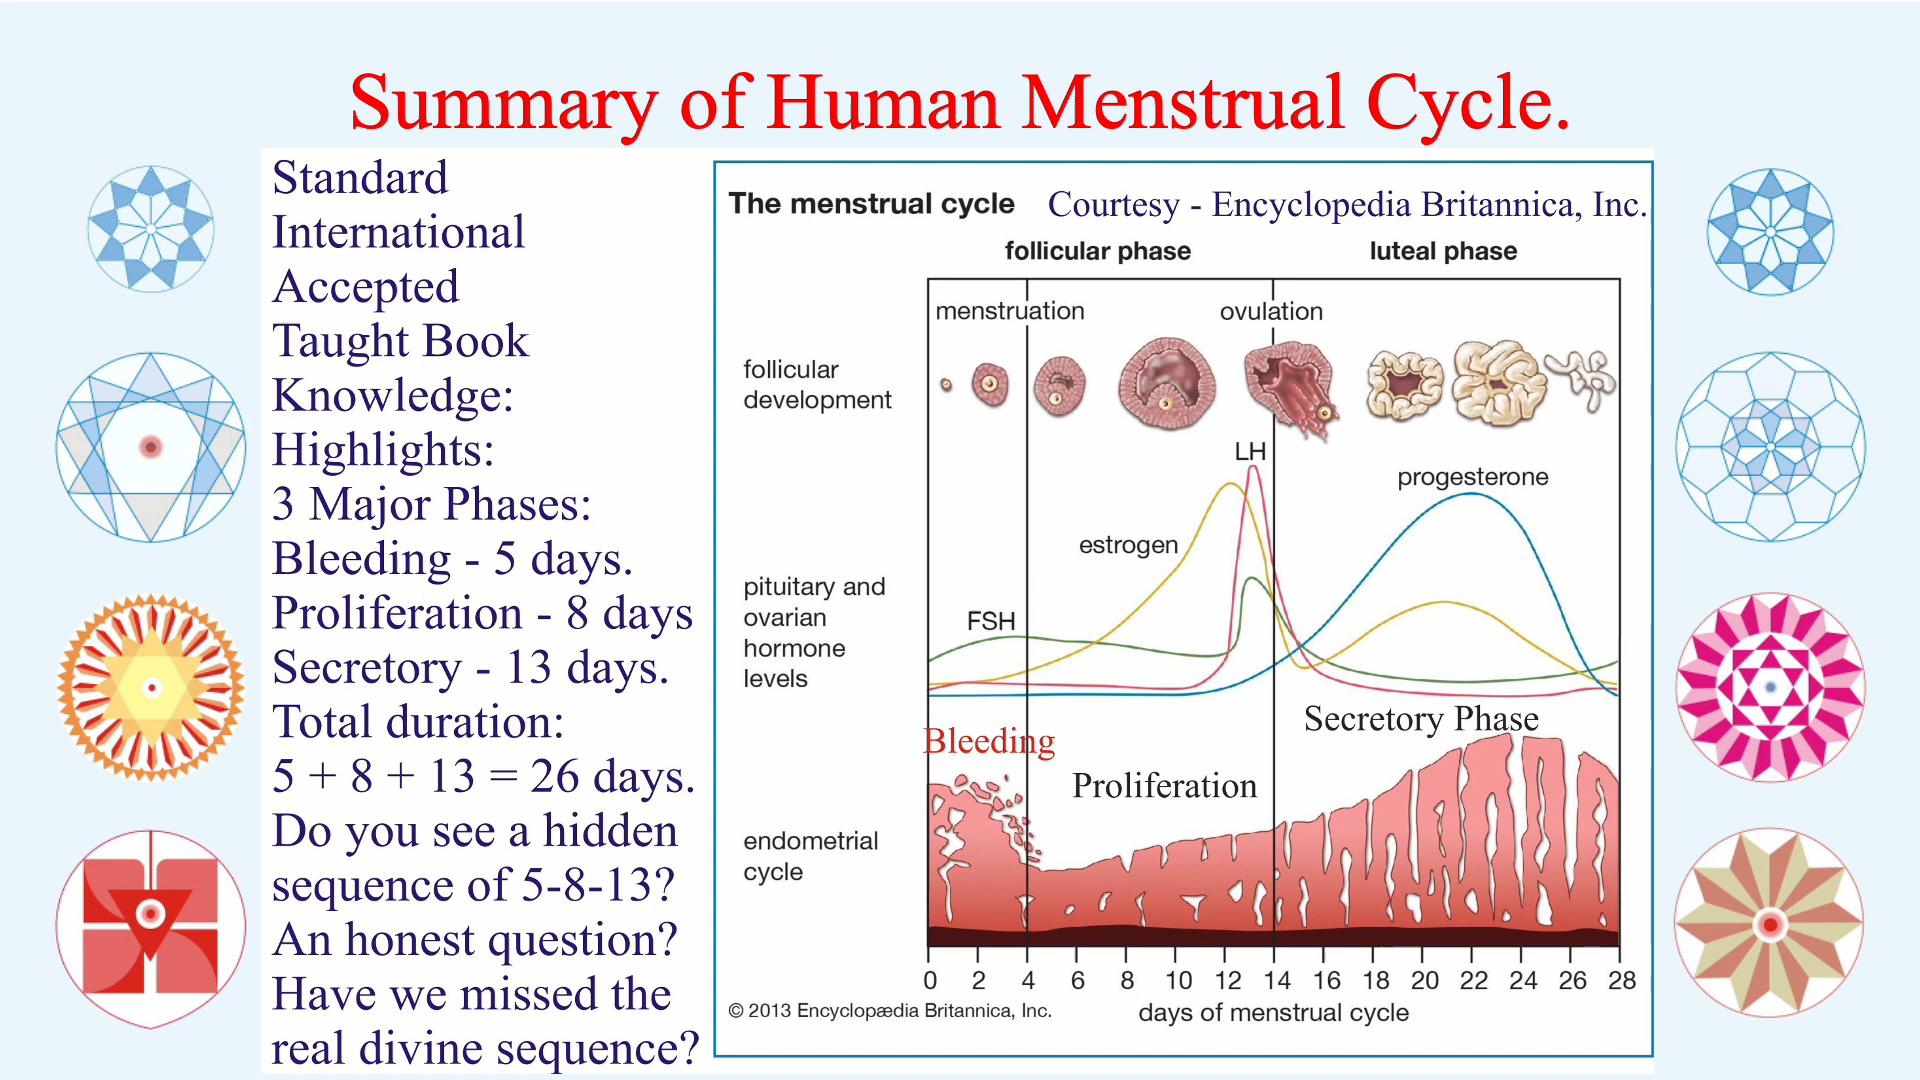 Summary of Human Menstrual Cycle.
Standard
International
Accepted
Taught Book
Knowledge:
Highlights:
3 Major Phases:
Bleeding - 5 days.
Proliferation - 8 days
Secretory - 13 days.
Total duration:
5 + 8 + 13 = 26 days.
Do you see a hidden
sequence of 5-8-13?
An honest question?
Have we missed the
real divine sequence?
The menstrual cycle Courtesy - Encyclopedia Britannica, Inc.
follicular phase luteal phase
menstruation ovulation
follicular
development
LH
progesterone
estrogen
pituitary and
ovarian
hormone
levels
FSH
Secretory Phase
Bleeding
Proliferation
endometrial
cycle
0 2 4 6 8 10 12 14 16 18 20 22 24 26 28
© 2013 Encyclopædia Britannica, Inc. days of menstrual cycle